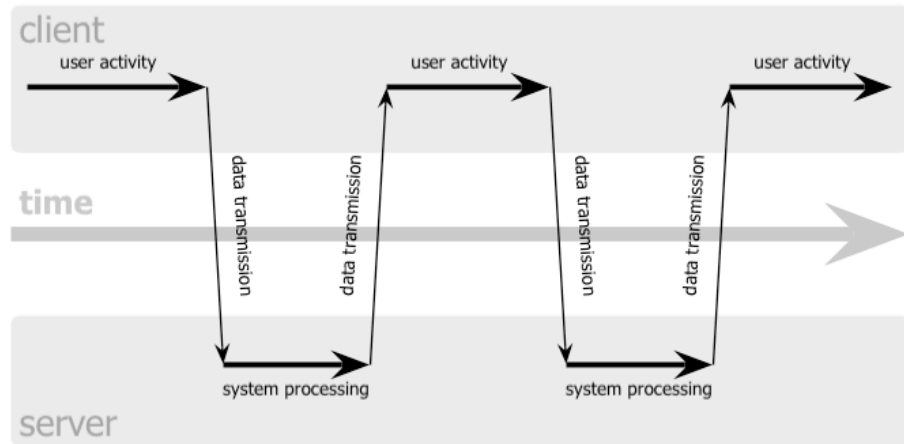 client
user activity
user activity
user activity
data transmission
data transmission
data transmission
data transmission
time
system processing
system processing
server